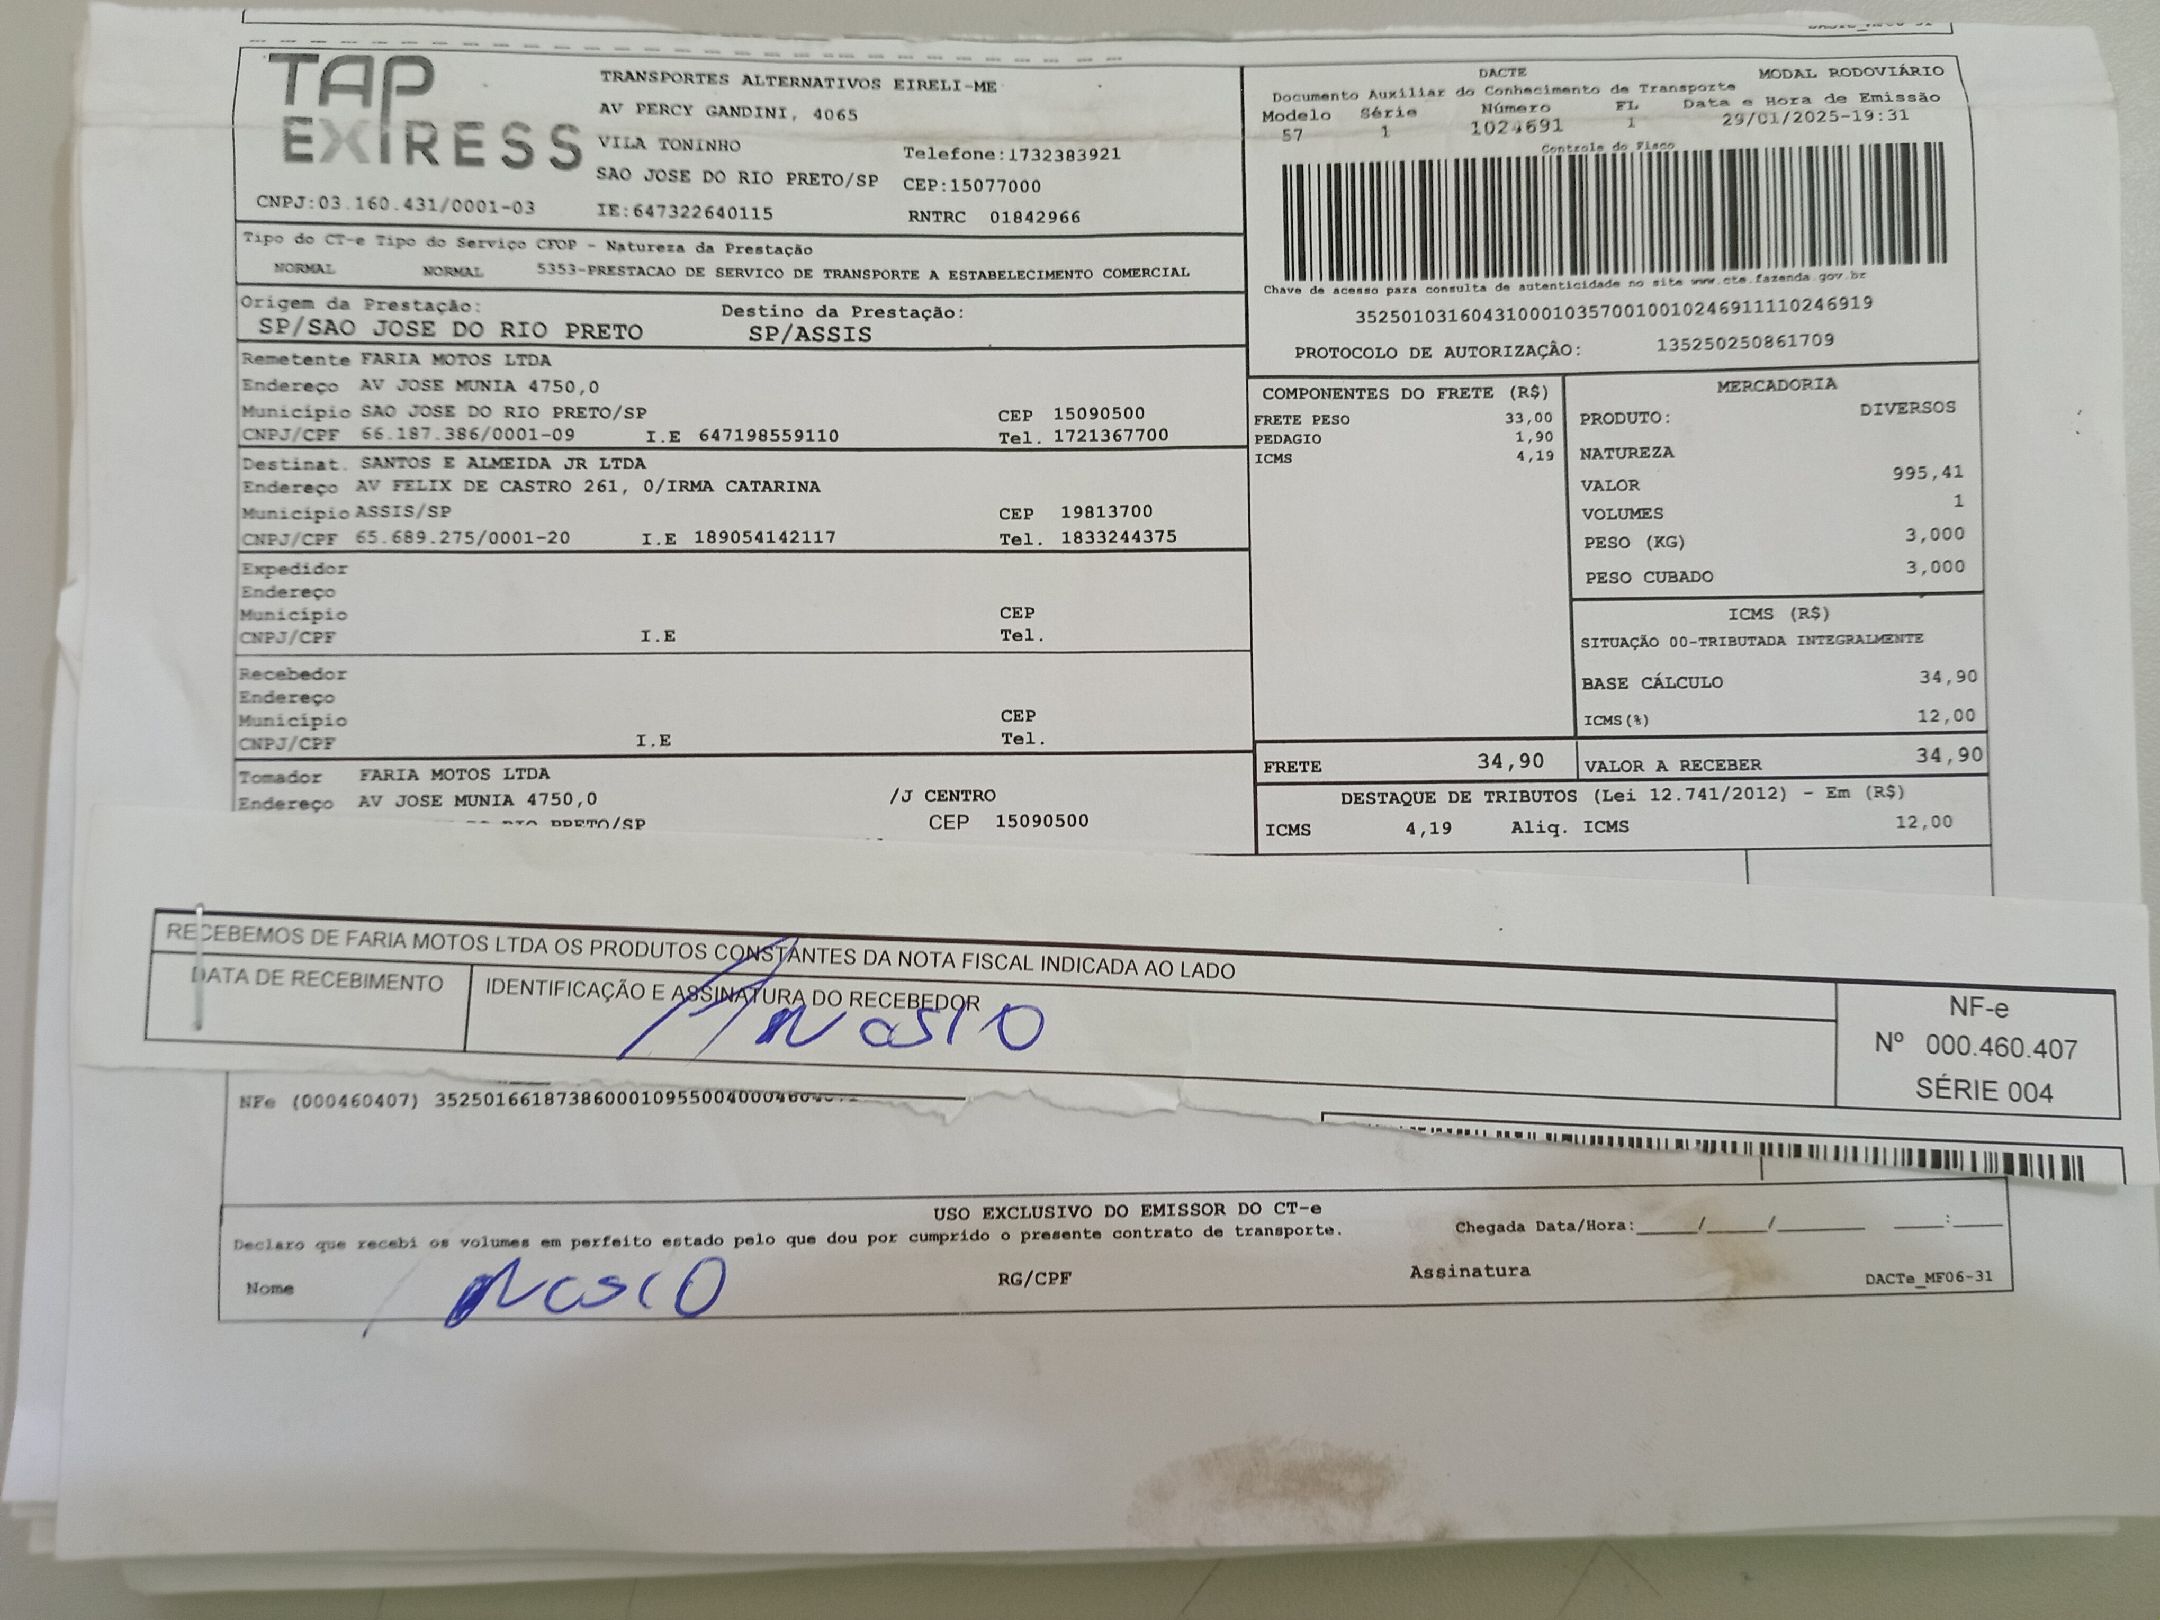 TAP
EXPRESS
TRANSPORTES ALTERNATIVOS EIRELI-ME
AV PERCY GANDINI, 4065
VILA TONINHO
Telefone:1732383921
SAO JOSE DO RIO PRETO/SP CEP:15077000
CNPJ:03.160.431/0001-03 IE:647322640115 RNTRC 01842966
DACTE MODAL RODOVIÁRIO
Documento Auxiliar do Conhecimento de Transporte
Modelo Série Número FL Data e Hora de Emissão
57 1 1024691 1 29/01/2025-19:31
Controle do Fisco
Chave de acesso para consulta de autenticidade no site www.cte.fazenda.gov.br
35250103160431000103570010010246911110246919
PROTOCOLO DE AUTORIZAÇÃO: 135250250861709
Tipo do CT-e Tipo do Serviço CFOP - Natureza da Prestação
NORMAL NORMAL 5353-PRESTACAO DE SERVICO DE TRANSPORTE A ESTABELECIMENTO COMERCIAL
Origem da Prestação: Destino da Prestação:
SP/SAO JOSE DO RIO PRETO SP/ASSIS
Remetente FARIA MOTOS LTDA
Endereço AV JOSE MUNIA 4750,0
Município SAO JOSE DO RIO PRETO/SP CEP 15090500
CNPJ/CPF 66.187.386/0001-09 I.E 647198559110 Tel. 1721367700
Destinat. SANTOS E ALMEIDA JR LTDA
Endereço AV FELIX DE CASTRO 261, 0/IRMA CATARINA
Município ASSIS/SP CEP 19813700
CNPJ/CPF 65.689.275/0001-20 I.E 189054142117 Tel. 1833244375
Expedidor
Endereço
Município CEP
CNPJ/CPF I.E Tel.
Recebedor
Endereço
Município CEP
CNPJ/CPF I.E Tel.
Tomador FARIA MOTOS LTDA
Endereço AV JOSE MUNIA 4750,0 /J CENTRO
RIO PRETO/SP CEP 15090500
COMPONENTES DO FRETE (R$)
FRETE PESO 33,00
PEDAGIO 1,90
ICMS 4,19
MERCADORIA
PRODUTO: DIVERSOS
NATUREZA
VALOR 995,41
VOLUMES 1
PESO (KG) 3,000
PESO CUBADO 3,000
ICMS (R$)
SITUAÇÃO 00-TRIBUTADA INTEGRALMENTE
BASE CÁLCULO 34,90
ICMS(%) 12,00
FRETE 34,90 VALOR A RECEBER 34,90
DESTAQUE DE TRIBUTOS (Lei 12.741/2012) - Em (R$)
ICMS 4,19 Aliq. ICMS 12,00
RECEBEMOS DE FARIA MOTOS LTDA OS PRODUTOS CONSTANTES DA NOTA FISCAL INDICADA AO LADO
DATA DE RECEBIMENTO IDENTIFICAÇÃO E ASSINATURA DO RECEBEDOR
NF-e
Nº 000.460.407
SÉRIE 004
NFe (000460407)
USO EXCLUSIVO DO EMISSOR DO CT-e
Declaro que recebi os volumes em perfeito estado pelo que dou por cumprido o presente contrato de transporte. Chegada Data/Hora:____/____/______ ____:____
Nome RG/CPF Assinatura DACTe_MF06-31